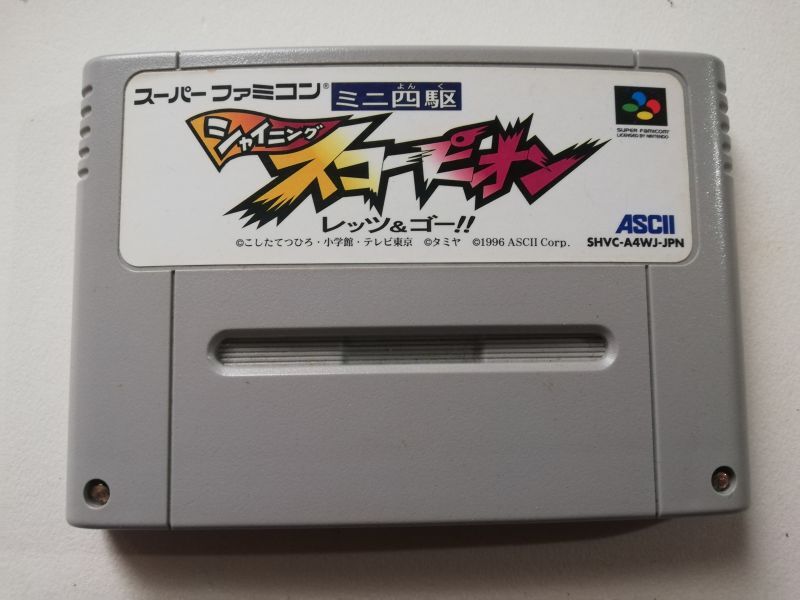 スーパーファミコン® ミニ四駆
よんく
シャイニング
スコーピオン
レッツ&ゴー!!
©こしたてつひろ・小学館・テレビ東京 ©タミヤ ©1996 ASCII Corp.
SUPER FAMICOM
LICENSED BY NINTENDO
ASCII
SHVC-A4WJ-JPN